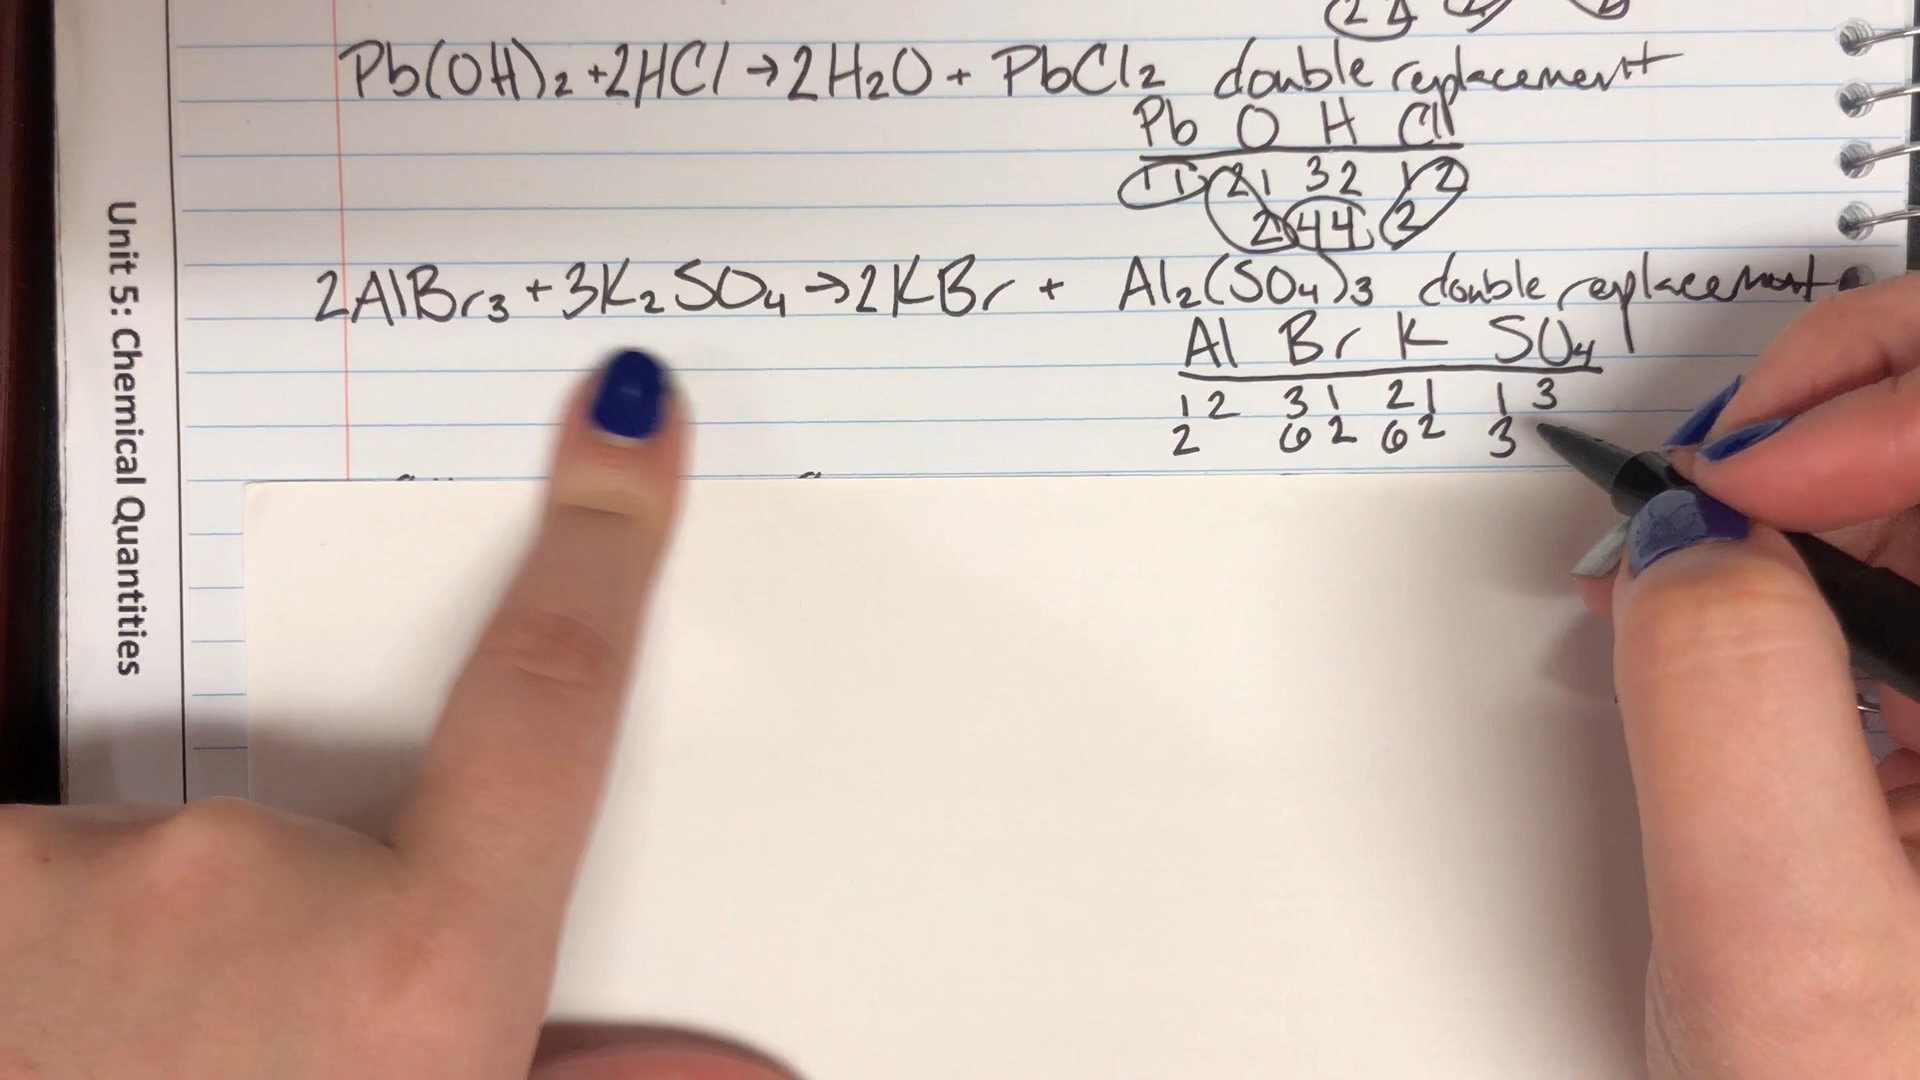 Pb(OH)₂ + 2HCl → 2H₂O + PbCl₂ double replacement
Pb O H Cl
1 1 2 1 3 2 1 2
2 4 4 2
2AlBr₃ + 3K₂SO₄ → 2KBr + Al₂(SO₄)₃ double replacement
Al Br K SO₄
1 2 3 1 2 1 1 3
2 6 2 6 2 3
Unit 5: Chemical Quantities